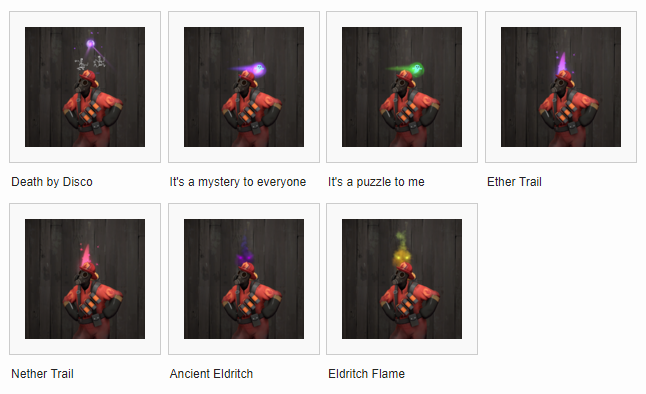 Death by Disco
It's a mystery to everyone
It's a puzzle to me
Ether Trail
Nether Trail
Ancient Eldritch
Eldritch Flame